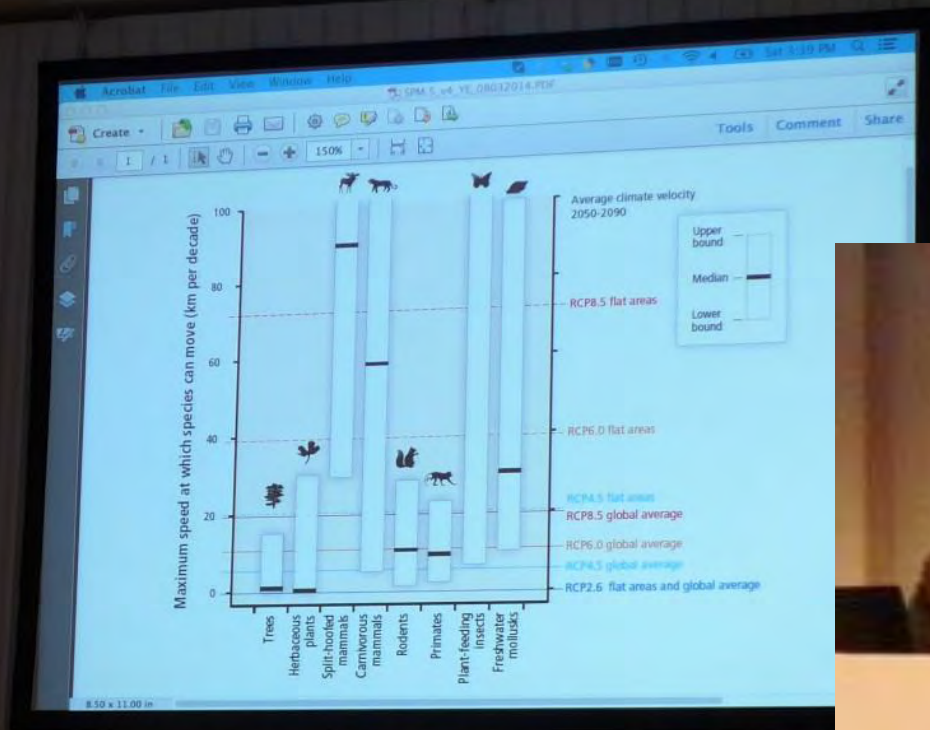 Acrobat File Edit View Window Help
Sat 1:39 PM
SPM.5_v4_YE_08032014.PDF
Create
Tools Comment Share
1 / 1
150%
Maximum speed at which species can move (km per decade)
100
80
60
40
20
0
Trees
Herbaceous
plants
Split-hoofed
mammals
Carnivorous
mammals
Rodents
Primates
Plant-feeding
insects
Freshwater
mollusks
Average climate velocity
2050-2090
RCP8.5 flat areas
RCP6.0 flat areas
RCP4.5 flat areas
RCP8.5 global average
RCP6.0 global average
RCP4.5 global average
RCP2.6 flat areas and global average
Upper
bound
Median
Lower
bound
8.50 x 11.00 in